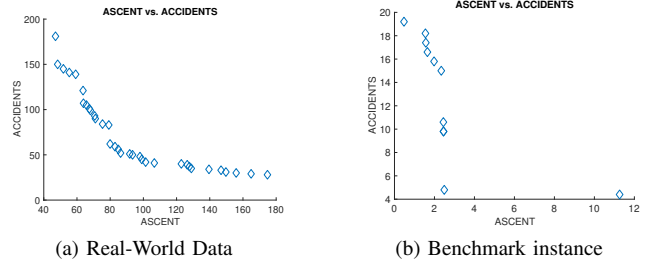 ASCENT vs. ACCIDENTS
200
150
100
50
0
ACCIDENTS
40 60 80 100 120 140 160 180
ASCENT
(a) Real-World Data
ASCENT vs. ACCIDENTS
20
18
16
14
12
10
8
6
4
ACCIDENTS
0 2 4 6 8 10 12
ASCENT
(b) Benchmark instance